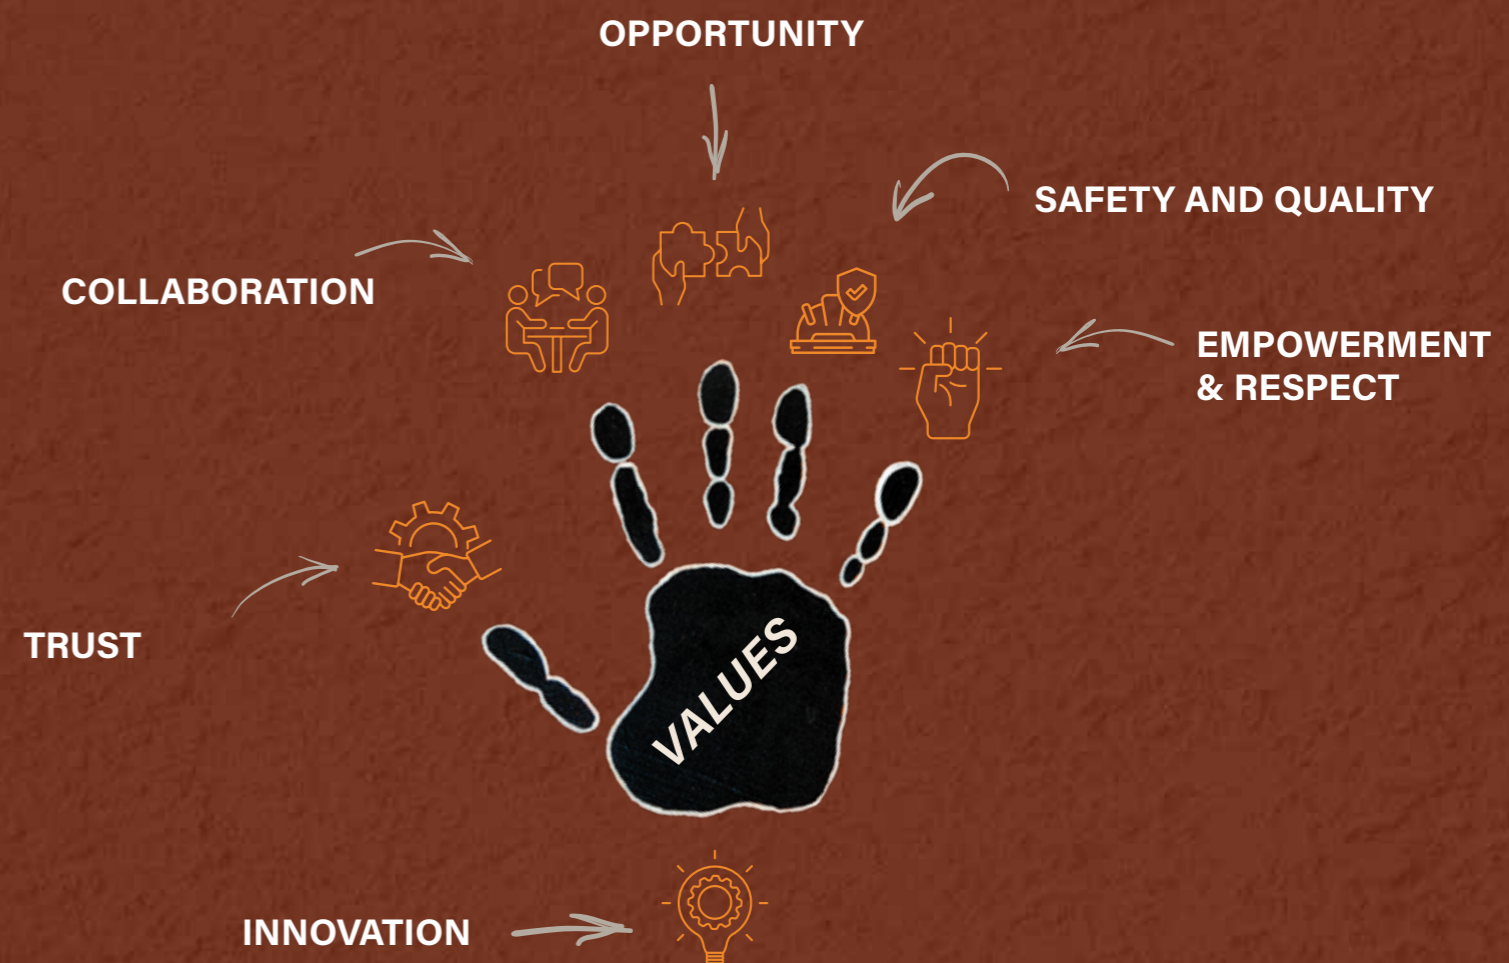 OPPORTUNITY
SAFETY AND QUALITY
COLLABORATION
EMPOWERMENT
& RESPECT
TRUST
VALUES
INNOVATION